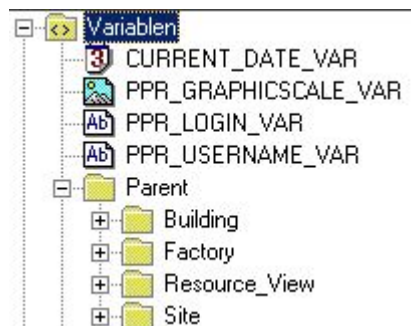 Variablen
CURRENT_DATE_VAR
PPR_GRAPHICSCALE_VAR
PPR_LOGIN_VAR
PPR_USERNAME_VAR
Parent
Building
Factory
Resource_View
Site